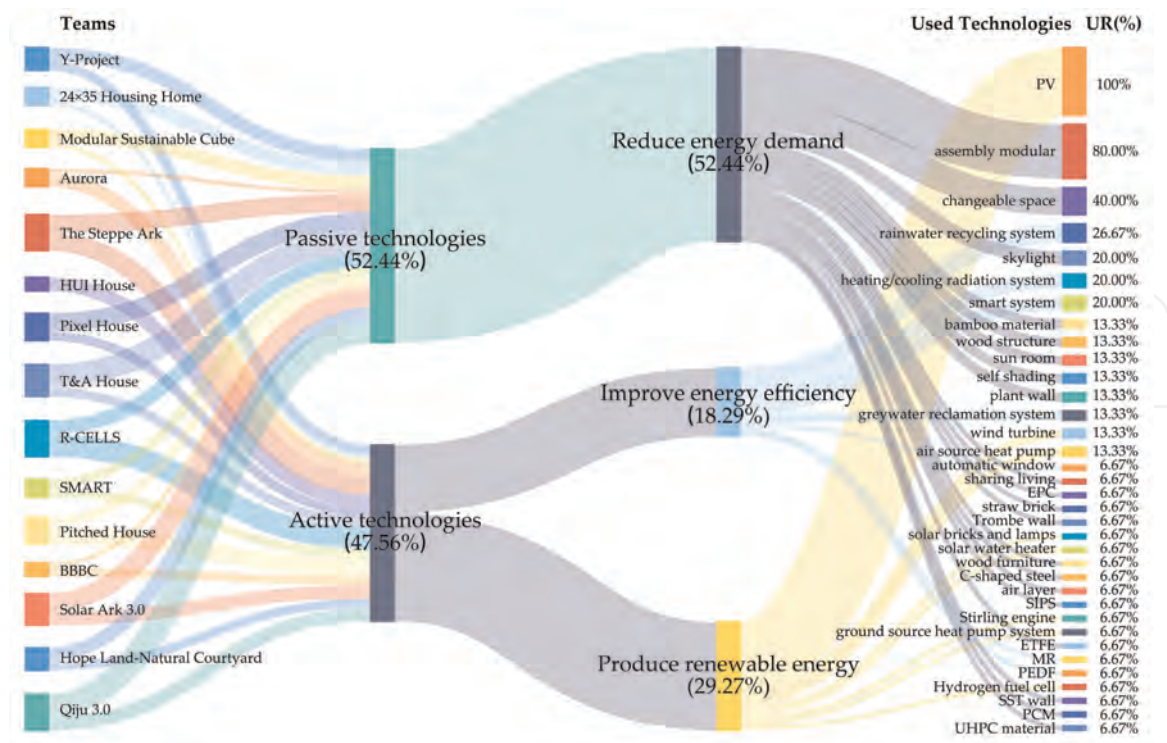 Teams
Used Technologies UR(%)
Y-Project
24×35 Housing Home
Modular Sustainable Cube
Aurora
The Steppe Ark
HUI House
Pixel House
T&A House
R-CELLS
SMART
Pitched House
BBBC
Solar Ark 3.0
Hope Land-Natural Courtyard
Qiju 3.0
Passive technologies
(52.44%)
Active technologies
(47.56%)
Reduce energy demand
(52.44%)
Improve energy efficiency
(18.29%)
Produce renewable energy
(29.27%)
PV 100%
assembly modular 80.00%
changeable space 40.00%
rainwater recycling system 26.67%
skylight 20.00%
heating/cooling radiation system 20.00%
smart system 20.00%
bamboo material 13.33%
wood structure 13.33%
sun room 13.33%
self shading 13.33%
plant wall 13.33%
greywater reclamation system 13.33%
wind turbine 13.33%
air source heat pump 13.33%
automatic window 6.67%
sharing living 6.67%
EPC 6.67%
straw brick 6.67%
Trombe wall 6.67%
solar bricks and lamps 6.67%
solar water heater 6.67%
wood furniture 6.67%
C-shaped steel 6.67%
air layer 6.67%
SIPS 6.67%
Stirling engine 6.67%
ground source heat pump system 6.67%
ETFE 6.67%
MR 6.67%
PEDF 6.67%
Hydrogen fuel cell 6.67%
SST wall 6.67%
PCM 6.67%
UHPC material 6.67%